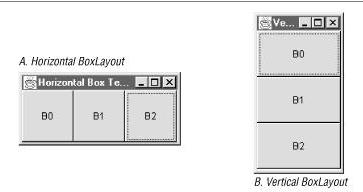 A. Horizontal BoxLayout
Horizontal Box Te...
B0 B1 B2
Ve...
B0
B1
B2
B. Vertical BoxLayout